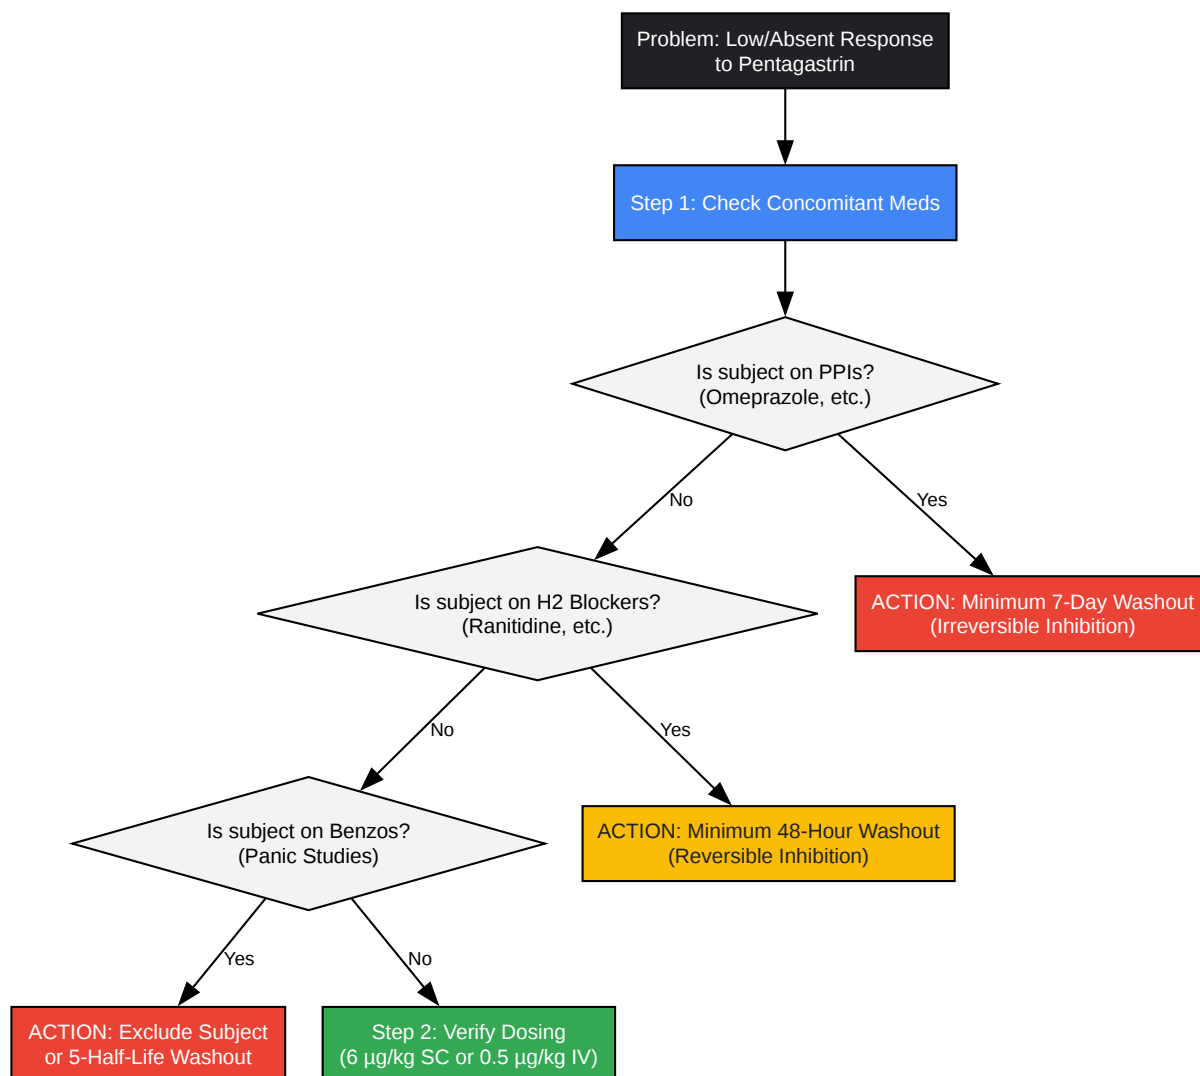 Problem: Low/Absent Response
to Pentagastrin
Step 1: Check Concomitant Meds
Is subject on PPIs?
(Omeprazole, etc.)
No
Yes
Is subject on H2 Blockers?
(Ranitidine, etc.)
ACTION: Minimum 7-Day Washout
(Irreversible Inhibition)
No
Yes
Is subject on Benzos?
(Panic Studies)
ACTION: Minimum 48-Hour Washout
(Reversible Inhibition)
Yes
No
ACTION: Exclude Subject
or 5-Half-Life Washout
Step 2: Verify Dosing
(6 µg/kg SC or 0.5 µg/kg IV)